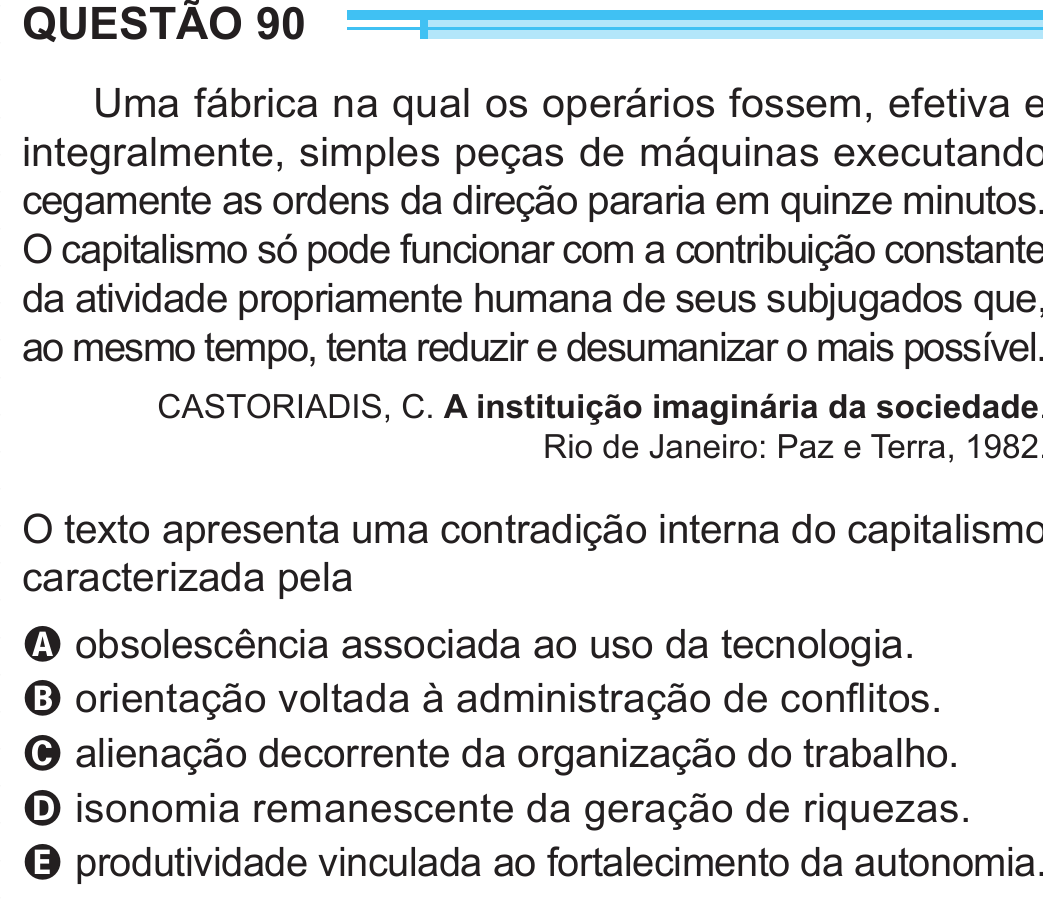 QUESTÃO 90
Uma fábrica na qual os operários fossem, efetiva e
integralmente, simples peças de máquinas executando
cegamente as ordens da direção pararia em quinze minutos.
O capitalismo só pode funcionar com a contribuição constante
da atividade propriamente humana de seus subjugados que,
ao mesmo tempo, tenta reduzir e desumanizar o mais possível.
CASTORIADIS, C. A instituição imaginária da sociedade.
Rio de Janeiro: Paz e Terra, 1982.
O texto apresenta uma contradição interna do capitalismo
caracterizada pela
A obsolescência associada ao uso da tecnologia.
B orientação voltada à administração de conflitos.
C alienação decorrente da organização do trabalho.
D isonomia remanescente da geração de riquezas.
E produtividade vinculada ao fortalecimento da autonomia.